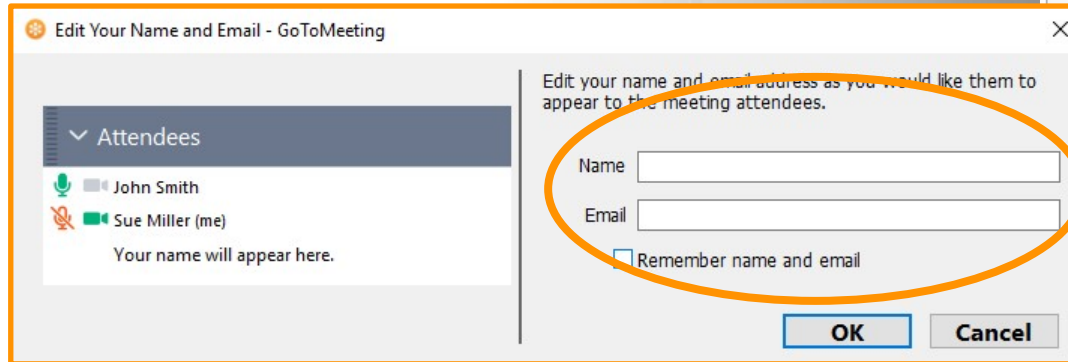 Edit Your Name and Email - GoToMeeting
Attendees
John Smith
Sue Miller (me)
Your name will appear here.
Edit your name and email address as you would like them to
appear to the meeting attendees.
Name
Email
Remember name and email
OK
Cancel